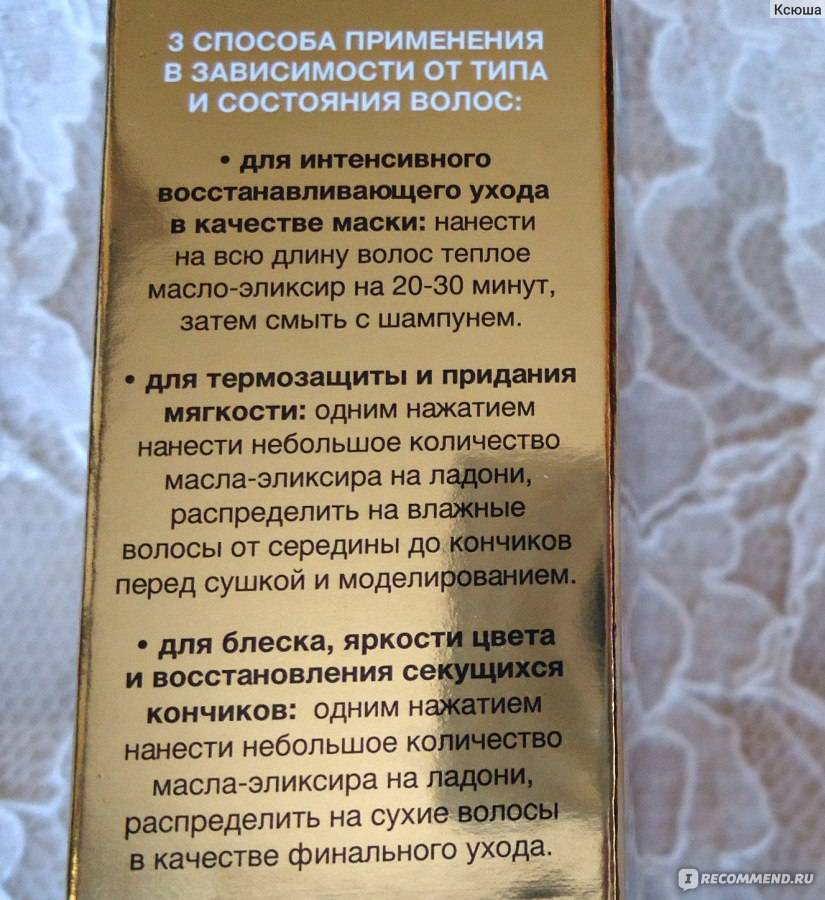 Ксюша
3 СПОСОБА ПРИМЕНЕНИЯ
В ЗАВИСИМОСТИ ОТ ТИПА
И СОСТОЯНИЯ ВОЛОС:
• для интенсивного
восстанавливающего ухода
в качестве маски: нанести
на всю длину волос теплое
масло-эликсир на 20-30 минут,
затем смыть с шампунем.
• для термозащиты и придания
мягкости: одним нажатием
нанести небольшое количество
масла-эликсира на ладони,
распределить на влажные
волосы от середины до кончиков
перед сушкой и моделированием.
• для блеска, яркости цвета
и восстановления секущихся
кончиков: одним нажатием
нанести небольшое количество
масла-эликсира на ладони,
распределить на сухие волосы
в качестве финального ухода.
I RECOMMEND.RU